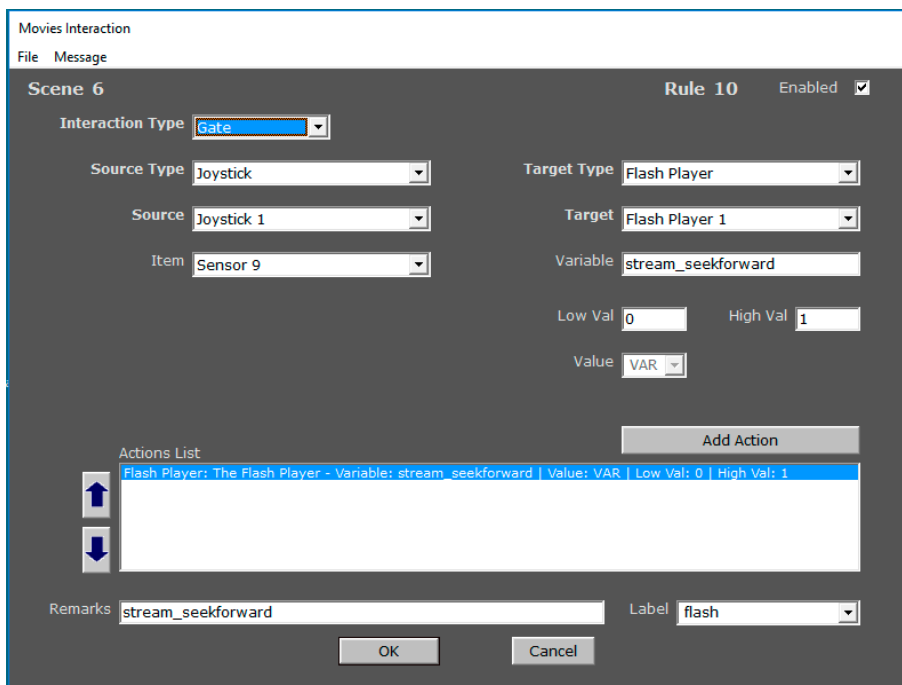 Movies Interaction
File Message
Scene 6 Rule 10 Enabled
Interaction Type Gate
Source Type Joystick Target Type Flash Player
Source Joystick 1 Target Flash Player 1
Item Sensor 9 Variable stream_seekforward
Low Val 0 High Val 1
Value VAR
Add Action
Actions List
Flash Player: The Flash Player - Variable: stream_seekforward | Value: VAR | Low Val: 0 | High Val: 1
Remarks stream_seekforward Label flash
OK Cancel